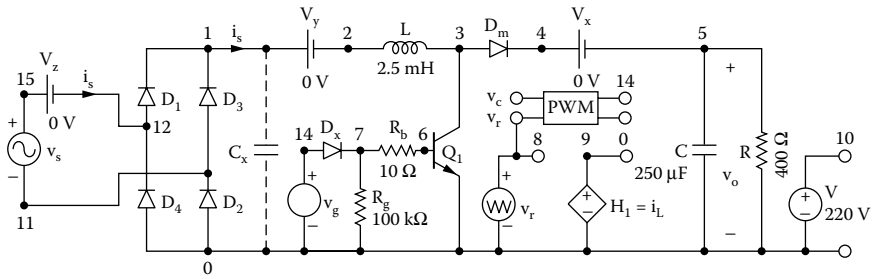 1
i_s
V_y
0 V
2
L
2.5 mH
3
D_m
4
V_x
0 V
5
15
V_z
0 V
i_s
D_1
D_3
12
+
v_s
−
11
D_4
D_2
0
C_x
14
D_x
7
R_b
10 Ω
6
Q_1
+
v_g
−
R_g
100 kΩ
v_c
v_r
PWM
14
8
9
0
+
v_r
−
+
−
H_1 = i_L
C
250 μF
+
v_o
−
R
400 Ω
10
+
−
V
220 V